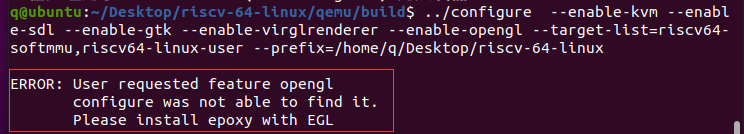 q@ubuntu:~/Desktop/riscv-64-linux/qemu/build$ ../configure  --enable-kvm --enabl
e-sdl --enable-gtk --enable-virglrenderer --enable-opengl --target-list=riscv64-
softmmu,riscv64-linux-user --prefix=/home/q/Desktop/riscv-64-linux
ERROR: User requested feature opengl
configure was not able to find it.
Please install epoxy with EGL